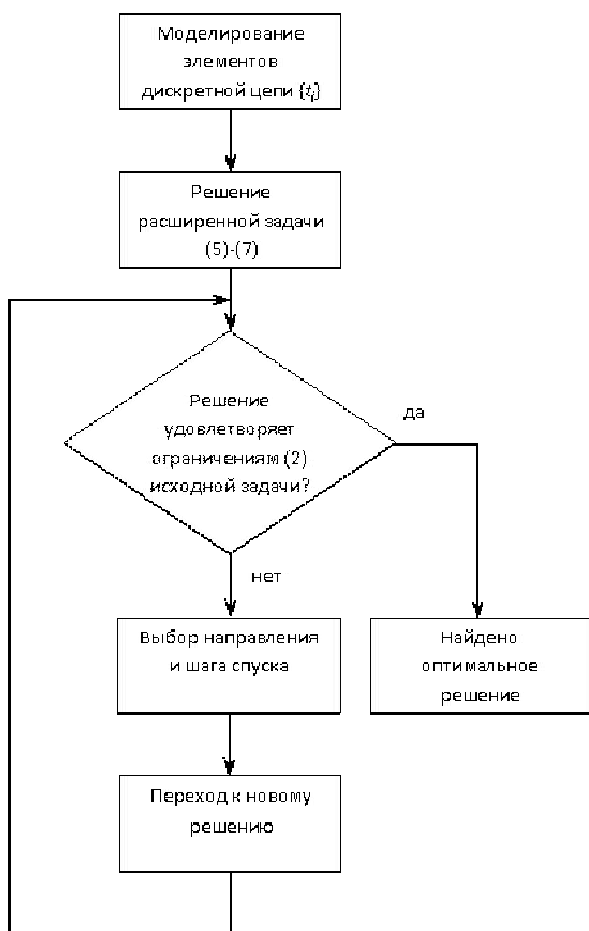 Моделирование
элементов
дискретной цепи {tᵢ}
Решение
расширенной задачи
(5)-(7)
Решение
удовлетворяет
ограничениям (2)
исходной задачи?
да
нет
Выбор направления
и шага спуска
Найдено
оптимальное
решение
Переход к новому
решению